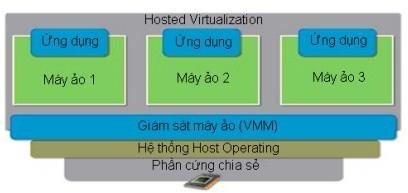 Hosted Virtualization
Ứng dụng Ứng dụng Ứng dụng
Máy ảo 1 Máy ảo 2 Máy ảo 3
Giám sát máy ảo (VMM)
Hệ thống Host Operating
Phần cứng chia sẻ